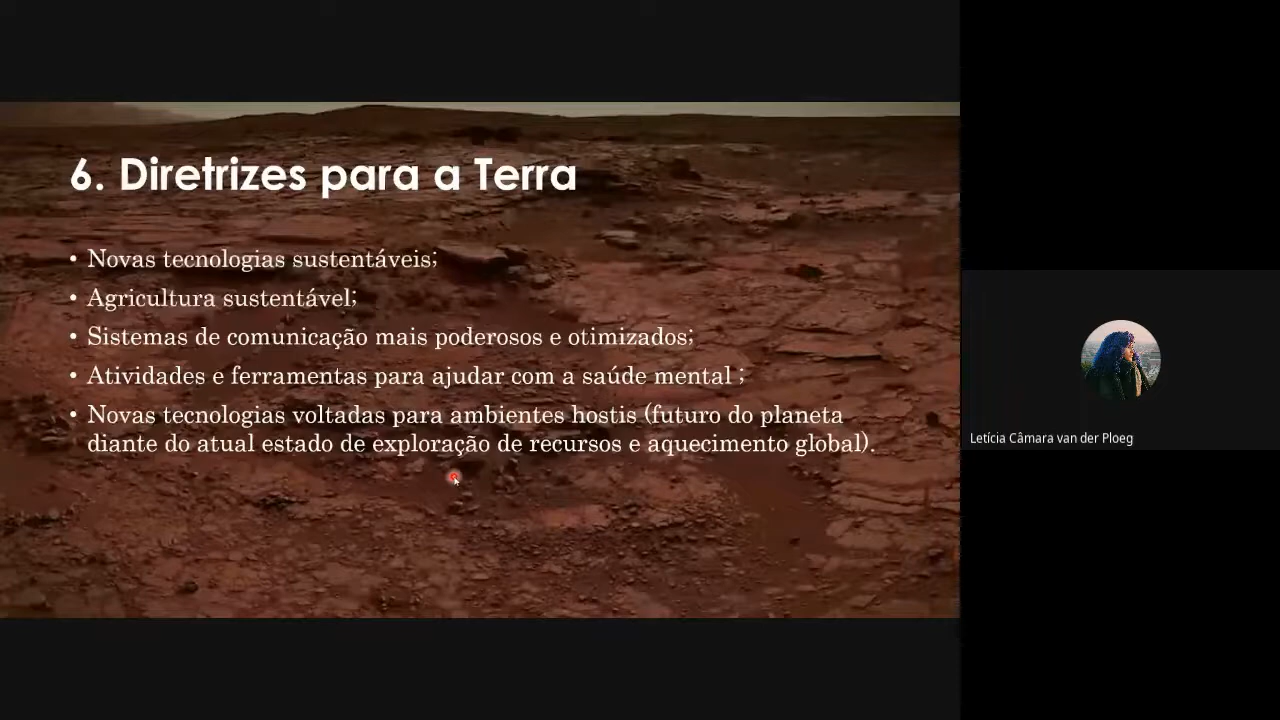 6. Diretrizes para a Terra
• Novas tecnologias sustentáveis;
• Agricultura sustentável;
• Sistemas de comunicação mais poderosos e otimizados;
• Atividades e ferramentas para ajudar com a saúde mental ;
• Novas tecnologias voltadas para ambientes hostis (futuro do planeta
diante do atual estado de exploração de recursos e aquecimento global).
Letícia Câmara van der Ploeg